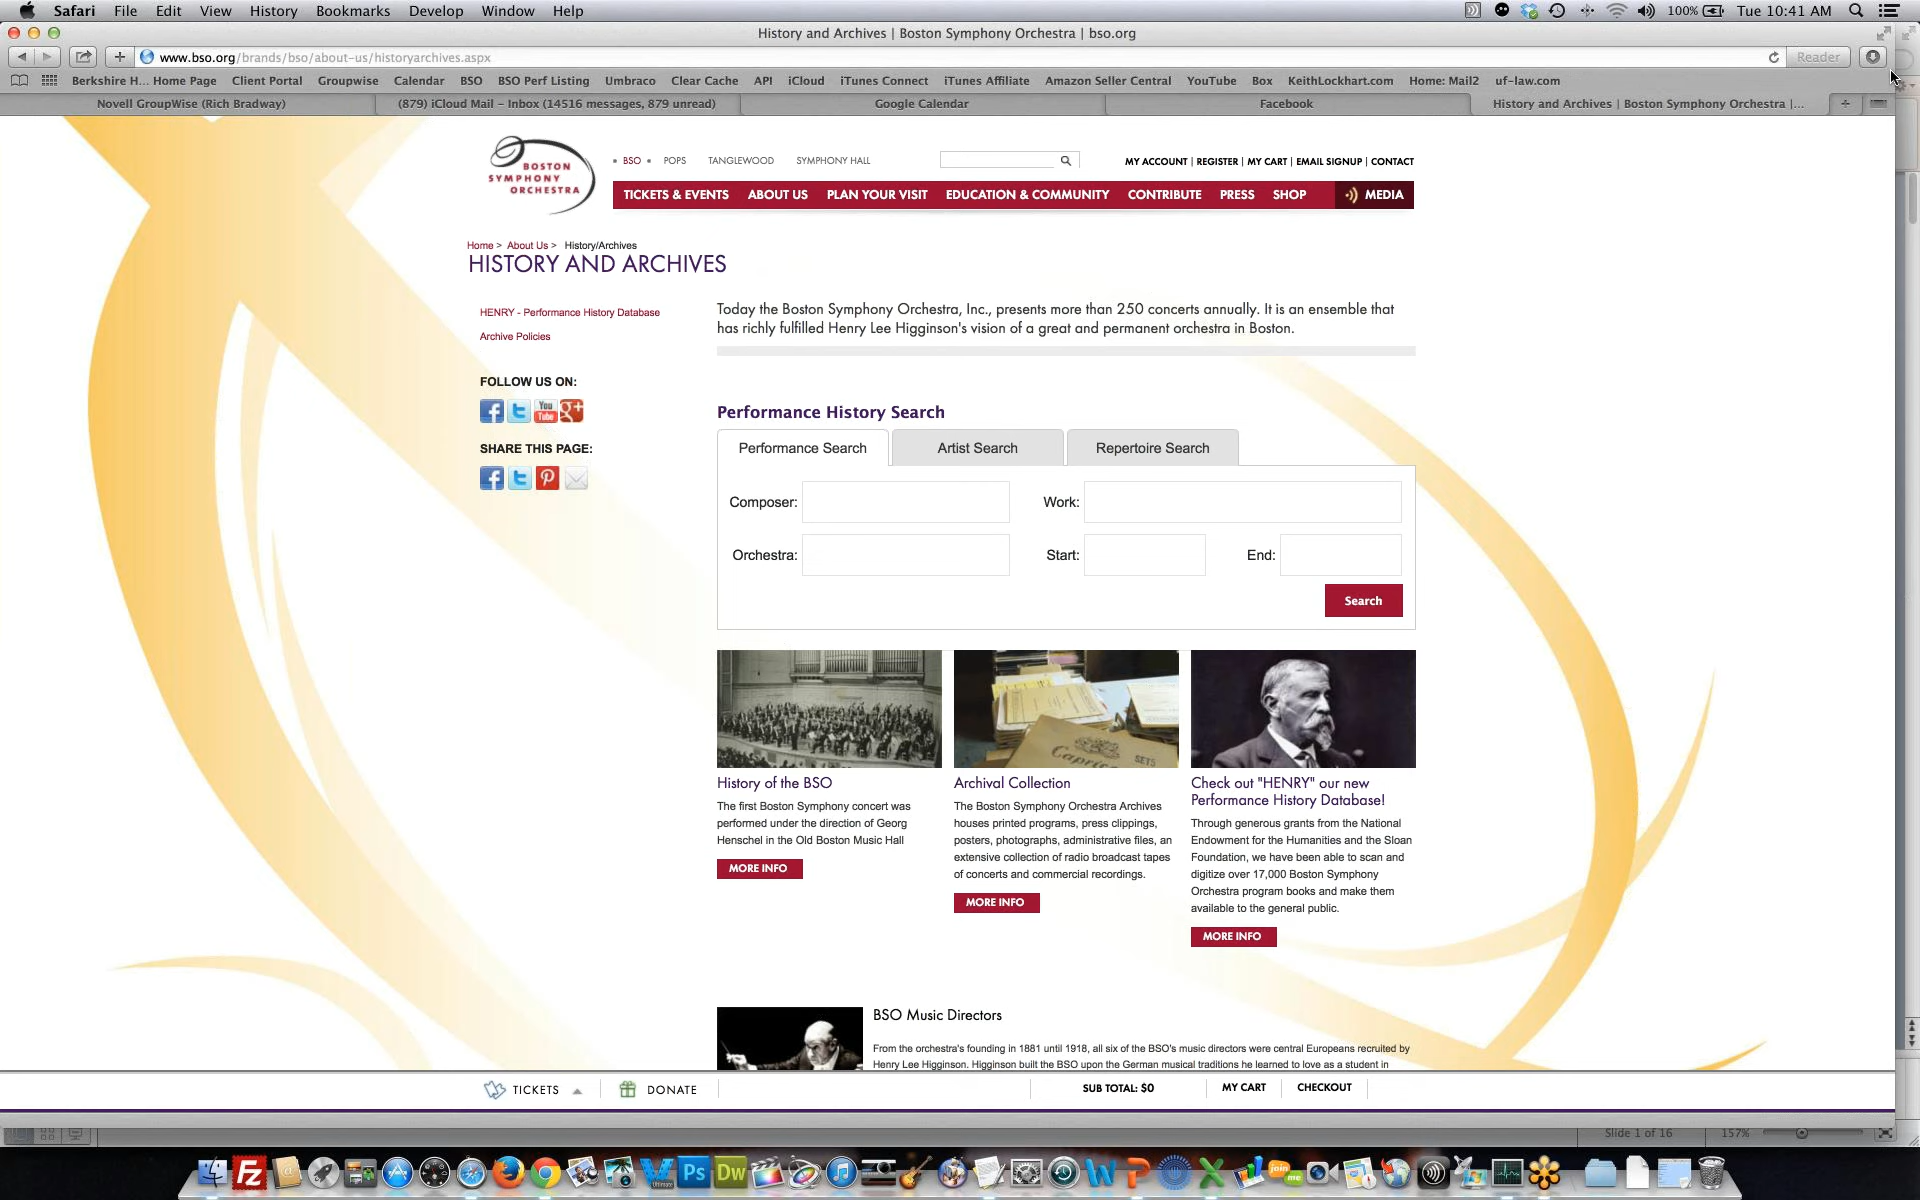 Safari File Edit View History Bookmarks Develop Window Help 100% Tue 10:41 AM
History and Archives | Boston Symphony Orchestra | bso.org
www.bso.org/brands/bso/about-us/historyarchives.aspx Reader
Berkshire H... Home Page Client Portal Groupwise Calendar BSO BSO Perf Listing Umbraco Clear Cache API iCloud iTunes Connect iTunes Affiliate Amazon Seller Central YouTube Box KeithLockhart.com Home: Mail2 uf-law.com
Novell GroupWise (Rich Bradway) (879) iCloud Mail – Inbox (14516 messages, 879 unread) Google Calendar Facebook History and Archives | Boston Symphony Orchestra |...
BOSTON
SYMPHONY
ORCHESTRA
BSO POPS TANGLEWOOD SYMPHONY HALL
MY ACCOUNT | REGISTER | MY CART | EMAIL SIGNUP | CONTACT
TICKETS & EVENTS ABOUT US PLAN YOUR VISIT EDUCATION & COMMUNITY CONTRIBUTE PRESS SHOP MEDIA
Home > About Us > History/Archives
HISTORY AND ARCHIVES
HENRY - Performance History Database
Archive Policies
FOLLOW US ON:
You
Tube
SHARE THIS PAGE:
Today the Boston Symphony Orchestra, Inc., presents more than 250 concerts annually. It is an ensemble that
has richly fulfilled Henry Lee Higginson's vision of a great and permanent orchestra in Boston.
Performance History Search
Performance Search Artist Search Repertoire Search
Composer: Work:
Orchestra: Start: End:
Search
History of the BSO
The first Boston Symphony concert was
performed under the direction of Georg
Henschel in the Old Boston Music Hall
MORE INFO
SETS
Archival Collection
The Boston Symphony Orchestra Archives
houses printed programs, press clippings,
posters, photographs, administrative files, an
extensive collection of radio broadcast tapes
of concerts and commercial recordings.
MORE INFO
Check out "HENRY" our new
Performance History Database!
Through generous grants from the National
Endowment for the Humanities and the Sloan
Foundation, we have been able to scan and
digitize over 17,000 Boston Symphony
Orchestra program books and make them
available to the general public.
MORE INFO
BSO Music Directors
From the orchestra's founding in 1881 until 1918, all six of the BSO's music directors were central Europeans recruited by
Henry Lee Higginson. Higginson built the BSO upon the German musical traditions he learned to love as a student in
TICKETS DONATE SUB TOTAL: $0 MY CART CHECKOUT
Slide 1 of 16 157%
Fz Ps Dw